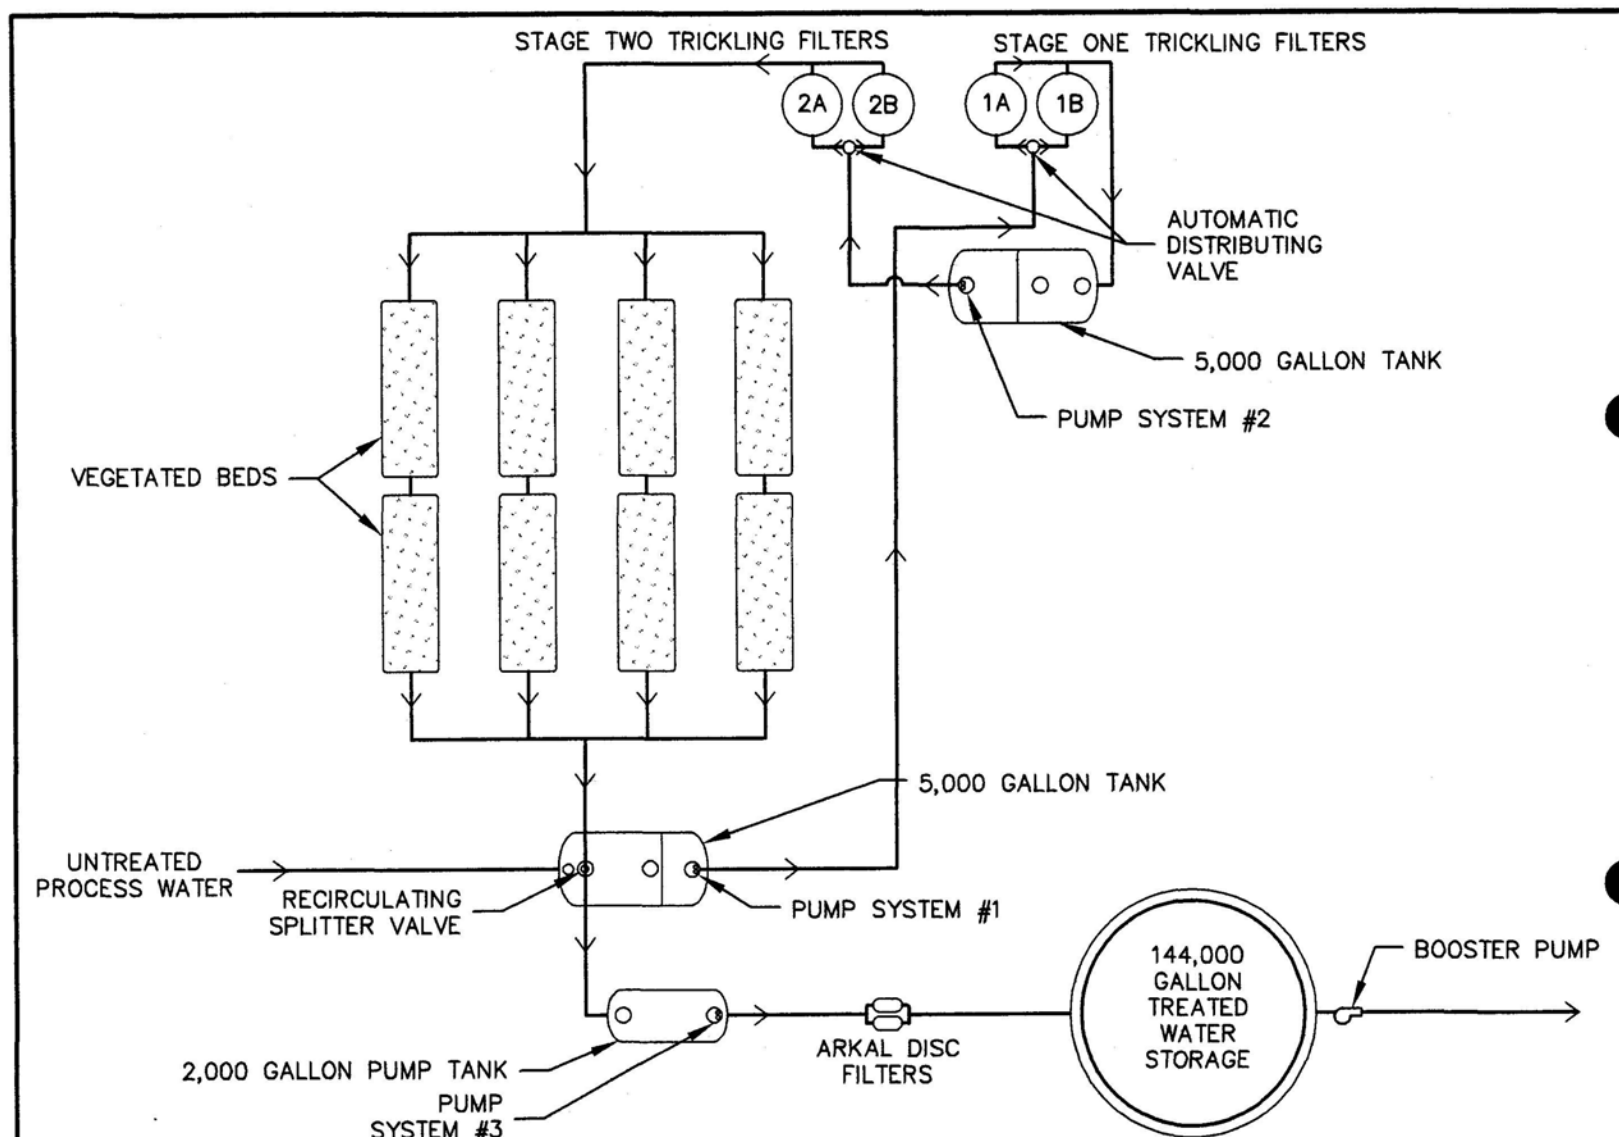 STAGE TWO TRICKLING FILTERS
STAGE ONE TRICKLING FILTERS
2A
2B
1A
1B
AUTOMATIC
DISTRIBUTING
VALVE
5,000 GALLON TANK
PUMP SYSTEM #2
VEGETATED BEDS
5,000 GALLON TANK
UNTREATED
PROCESS WATER
RECIRCULATING
SPLITTER VALVE
PUMP SYSTEM #1
144,000
GALLON
TREATED
WATER
STORAGE
BOOSTER PUMP
ARKAL DISC
FILTERS
2,000 GALLON PUMP TANK
PUMP
SYSTEM #3